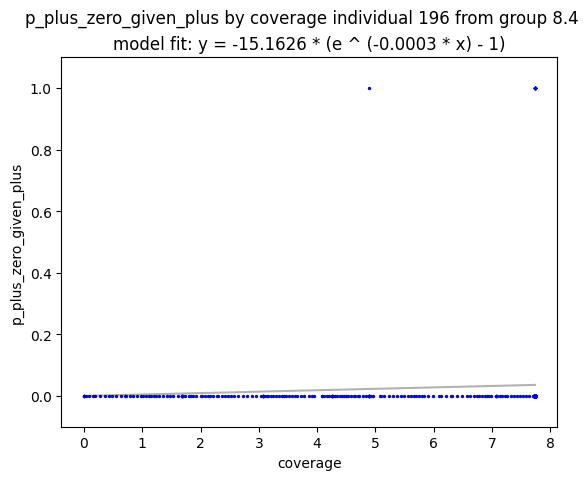 p_plus_zero_given_plus by coverage individual 196 from group 8.4
model fit: y = -15.1626 * (e ^ (-0.0003 * x) - 1)
1.0
0.8
0.6
0.4
0.2
0.0
p_plus_zero_given_plus
0 1 2 3 4 5 6 7 8
coverage